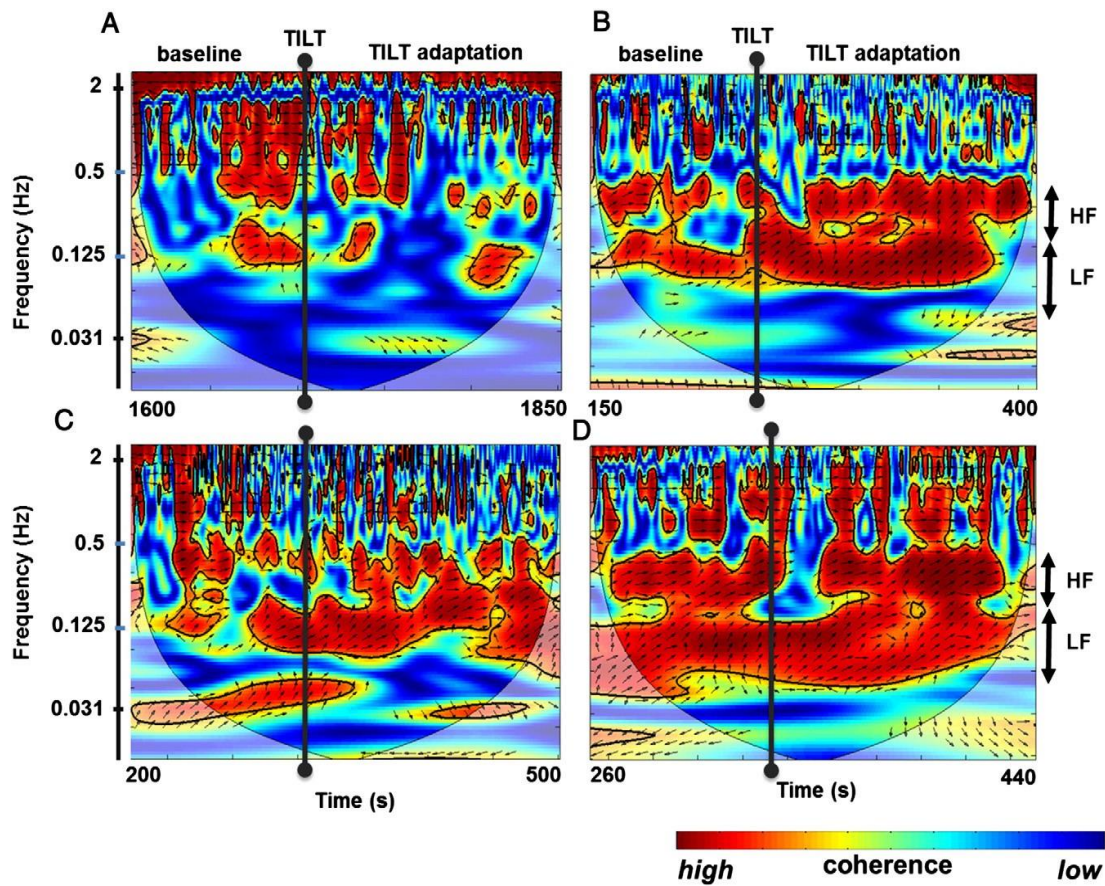 A
baseline
TILT
TILT adaptation
B
baseline
TILT
TILT adaptation
Frequency (Hz)
2
0.5
0.125
0.031
1600
1850
150
400
HF
LF
C
D
Frequency (Hz)
2
0.5
0.125
0.031
200
500
Time (s)
260
440
Time (s)
HF
LF
high
coherence
low